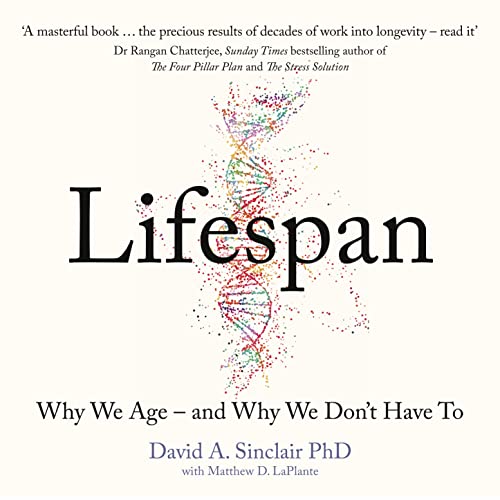 ‘A masterful book … the precious results of decades of work into longevity – read it’
Dr Rangan Chatterjee, Sunday Times bestselling author of
The Four Pillar Plan and The Stress Solution
Lifespan
Why We Age – and Why We Don’t Have To
David A. Sinclair PhD
with Matthew D. LaPlante